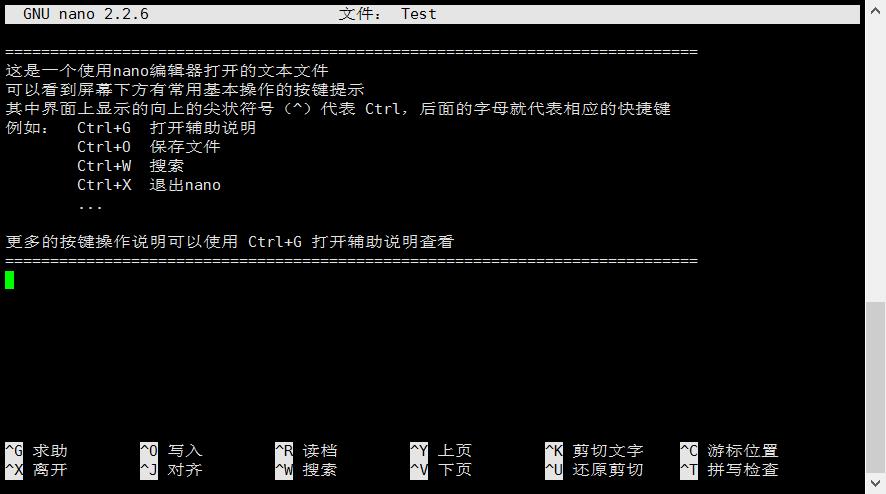 GNU nano 2.2.6 文件： Test
=============================================================================
这是一个使用nano编辑器打开的文本文件
可以看到屏幕下方有常用基本操作的按键提示
其中界面上显示的向上的尖状符号（^）代表 Ctrl，后面的字母就代表相应的快捷键
例如： Ctrl+G 打开辅助说明
Ctrl+O 保存文件
Ctrl+W 搜索
Ctrl+X 退出nano
...
更多的按键操作说明可以使用 Ctrl+G 打开辅助说明查看
=============================================================================
^G 求助 ^O 写入 ^R 读档 ^Y 上页 ^K 剪切文字 ^C 游标位置
^X 离开 ^J 对齐 ^W 搜索 ^V 下页 ^U 还原剪切 ^T 拼写检查